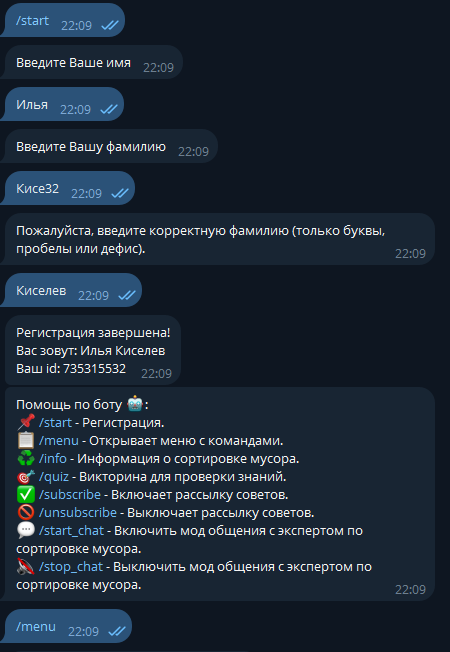 /start 22:09
Введите Ваше имя 22:09
Илья 22:09
Введите Вашу фамилию 22:09
Кисе32 22:09
Пожалуйста, введите корректную фамилию (только буквы,
пробелы или дефис). 22:09
Киселев 22:09
Регистрация завершена!
Вас зовут: Илья Киселев
Ваш id: 735315532 22:09
Помощь по боту 🤖:
📌 /start - Регистрация.
📋 /menu - Открывает меню с командами.
♻️ /info - Информация о сортировке мусора.
🎯 /quiz - Викторина для проверки знаний.
✅ /subscribe - Включает рассылку советов.
🚫 /unsubscribe - Выключает рассылку советов.
💬 /start_chat - Включить мод общения с экспертом по
сортировке мусора.
/stop_chat - Выключить мод общения с экспертом по
сортировке мусора. 22:09
/menu 22:09